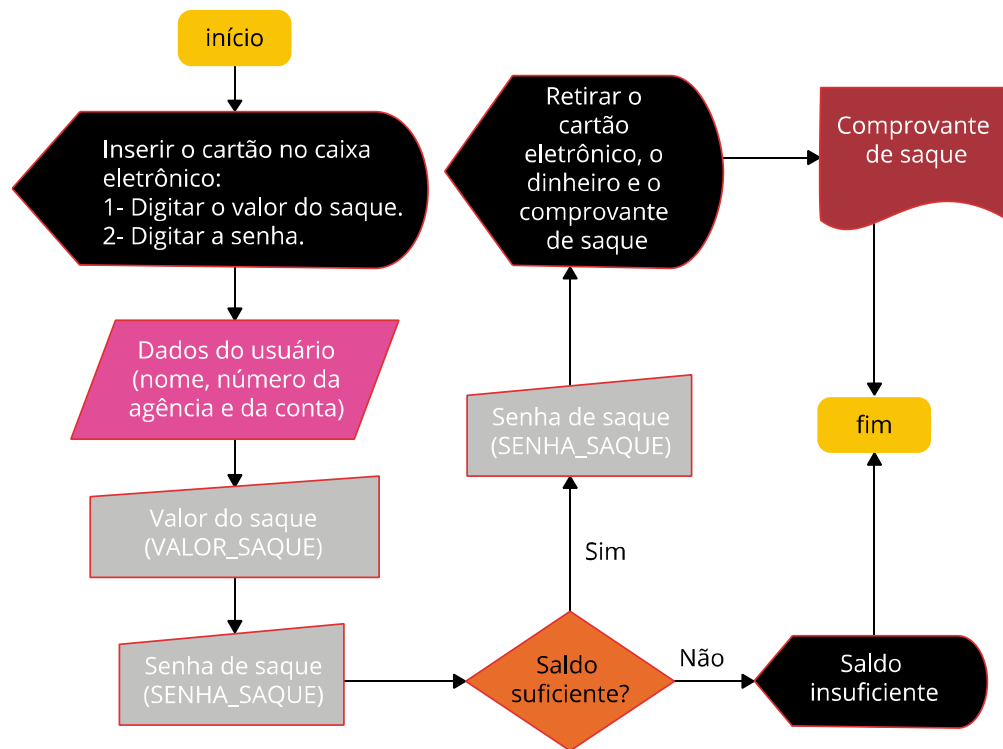 início
Inserir o cartão no caixa
eletrônico:
1- Digitar o valor do saque.
2- Digitar a senha.
Dados do usuário
(nome, número da
agência e da conta)
Valor do saque
(VALOR_SAQUE)
Senha de saque
(SENHA_SAQUE)
Saldo
suficiente?
Sim
Senha de saque
(SENHA_SAQUE)
Retirar o
cartão
eletrônico, o
dinheiro e o
comprovante
de saque
Comprovante
de saque
Não
Saldo
insuficiente
fim